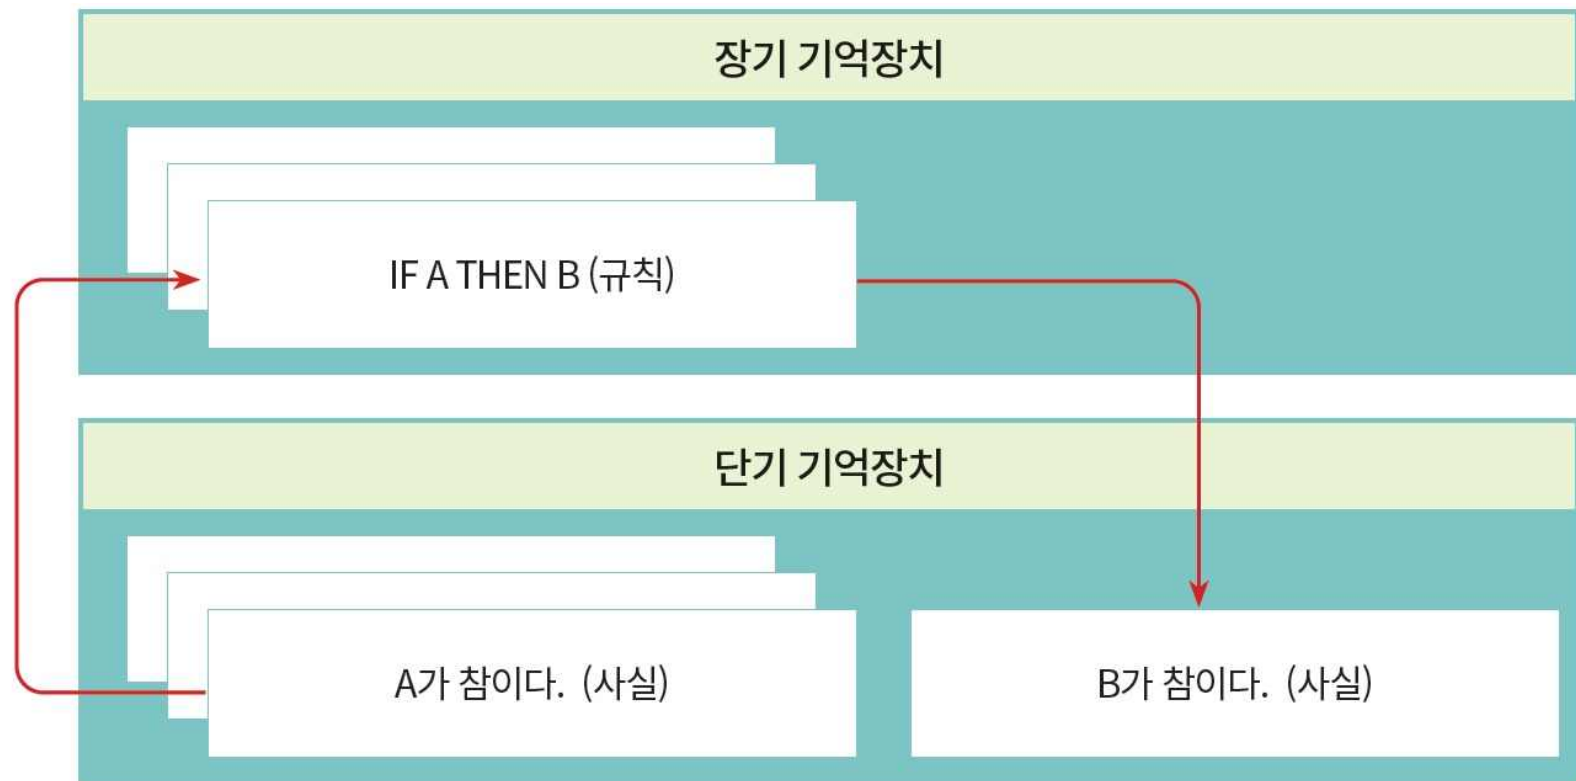 장기 기억장치
IF A THEN B (규칙)
단기 기억장치
A가 참이다. (사실)
B가 참이다. (사실)